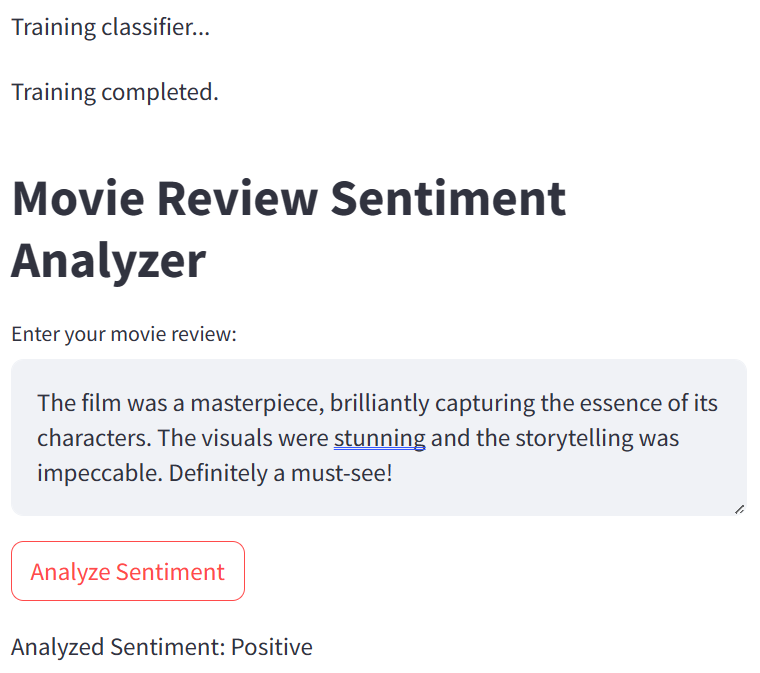 Training classifier...
Training completed.
Movie Review Sentiment
Analyzer
Enter your movie review:
The film was a masterpiece, brilliantly capturing the essence of its
characters. The visuals were stunning and the storytelling was
impeccable. Definitely a must-see!
Analyze Sentiment
Analyzed Sentiment: Positive